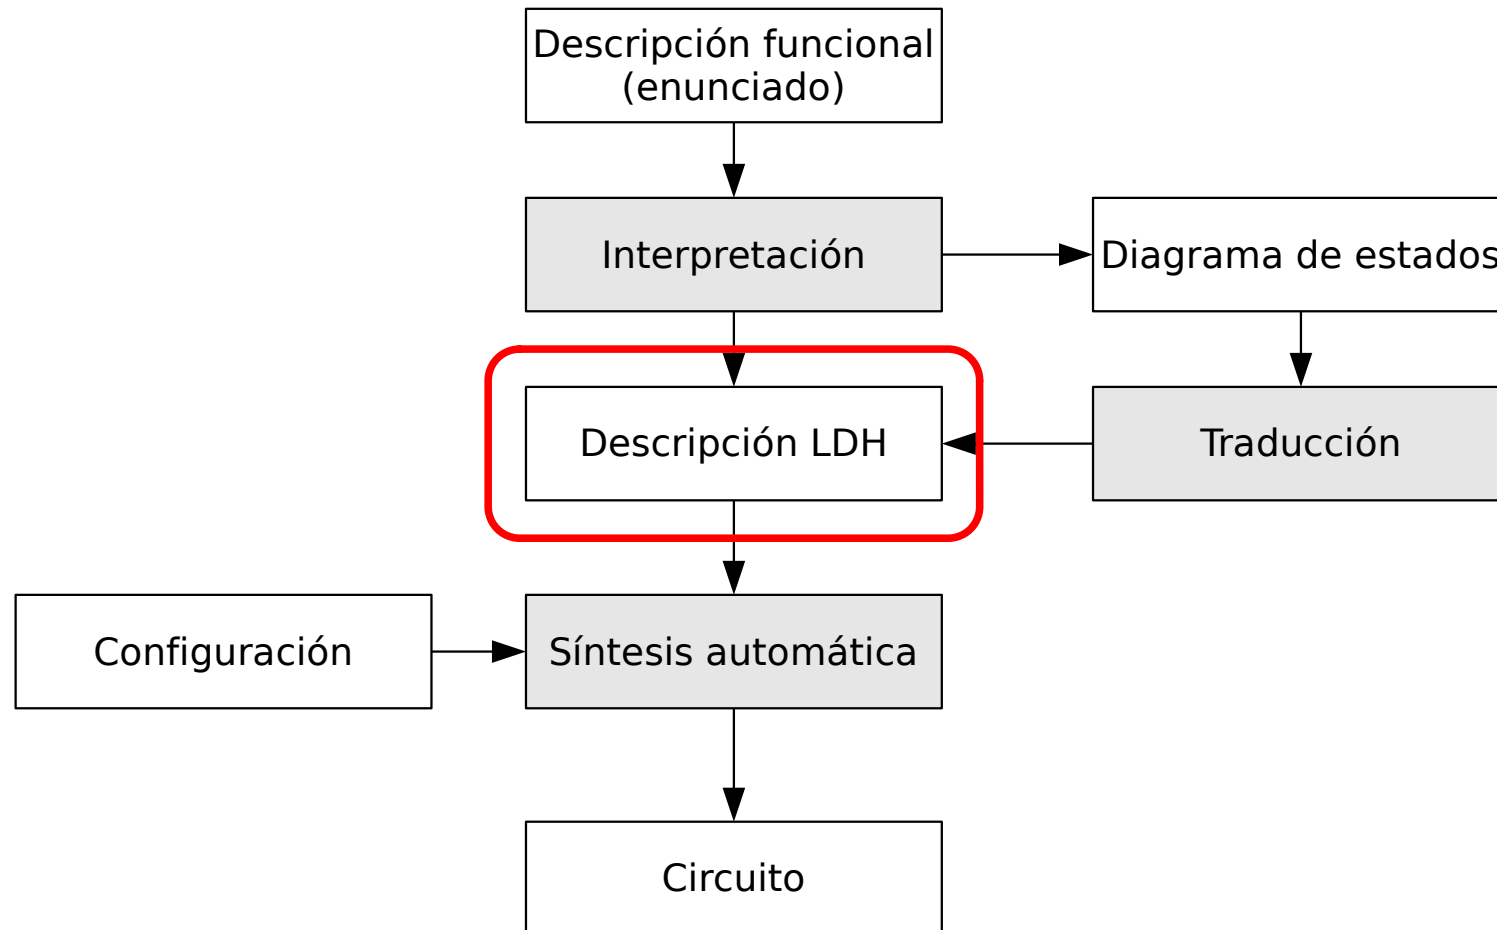 Descripción funcional
(enunciado)
Interpretación
Diagrama de estados
Descripción LDH
Traducción
Configuración
Síntesis automática
Circuito